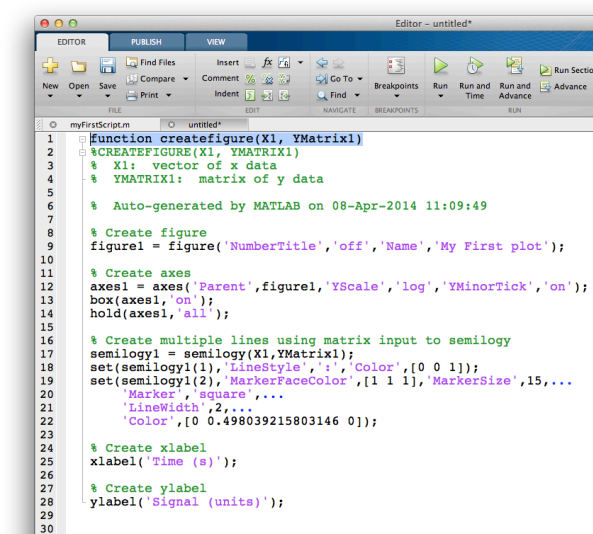 Editor – untitled*
EDITOR PUBLISH VIEW
Find Files Insert fx
New Open Save Compare Comment % Go To Breakpoints Run Run and Time Run and Advance Run Sectio
Print Indent Find Advance
FILE EDIT NAVIGATE BREAKPOINTS RUN
myFirstScript.m untitled*
1 function createfigure(X1, YMatrix1)
2 %CREATEFIGURE(X1, YMATRIX1)
3 %  X1:  vector of x data
4 %  YMATRIX1:  matrix of y data
5
6 %  Auto-generated by MATLAB on 08-Apr-2014 11:09:49
7
8 % Create figure
9 figure1 = figure('NumberTitle','off','Name','My First plot');
10
11 % Create axes
12 axes1 = axes('Parent',figure1,'YScale','log','YMinorTick','on');
13 box(axes1,'on');
14 hold(axes1,'all');
15
16 % Create multiple lines using matrix input to semilogy
17 semilogy1 = semilogy(X1,YMatrix1);
18 set(semilogy1(1),'LineStyle',':','Color',[0 0 1]);
19 set(semilogy1(2),'MarkerFaceColor',[1 1 1],'MarkerSize',15,...
20 'Marker','square',...
21 'LineWidth',2,...
22 'Color',[0 0.498039215803146 0]);
23
24 % Create xlabel
25 xlabel('Time (s)');
26
27 % Create ylabel
28 ylabel('Signal (units)');
29
30